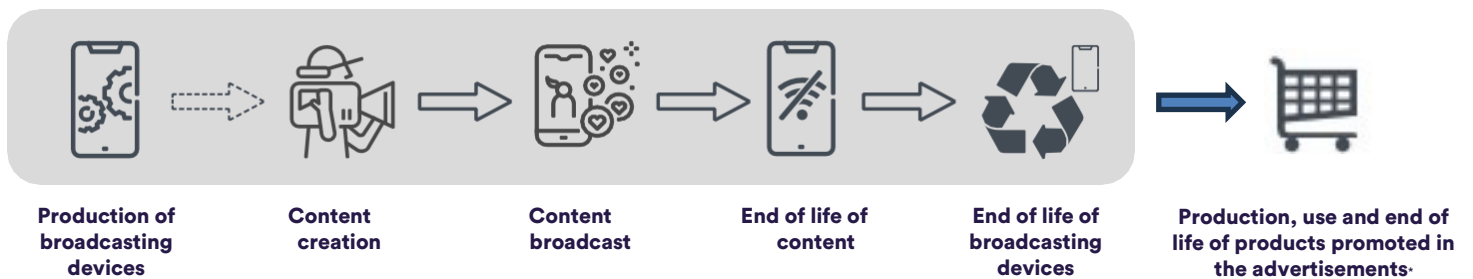 Production of
broadcasting
devices
Content
creation
Content
broadcast
End of life of
content
End of life of
broadcasting
devices
Production, use and end of
life of products promoted in
the advertisements*